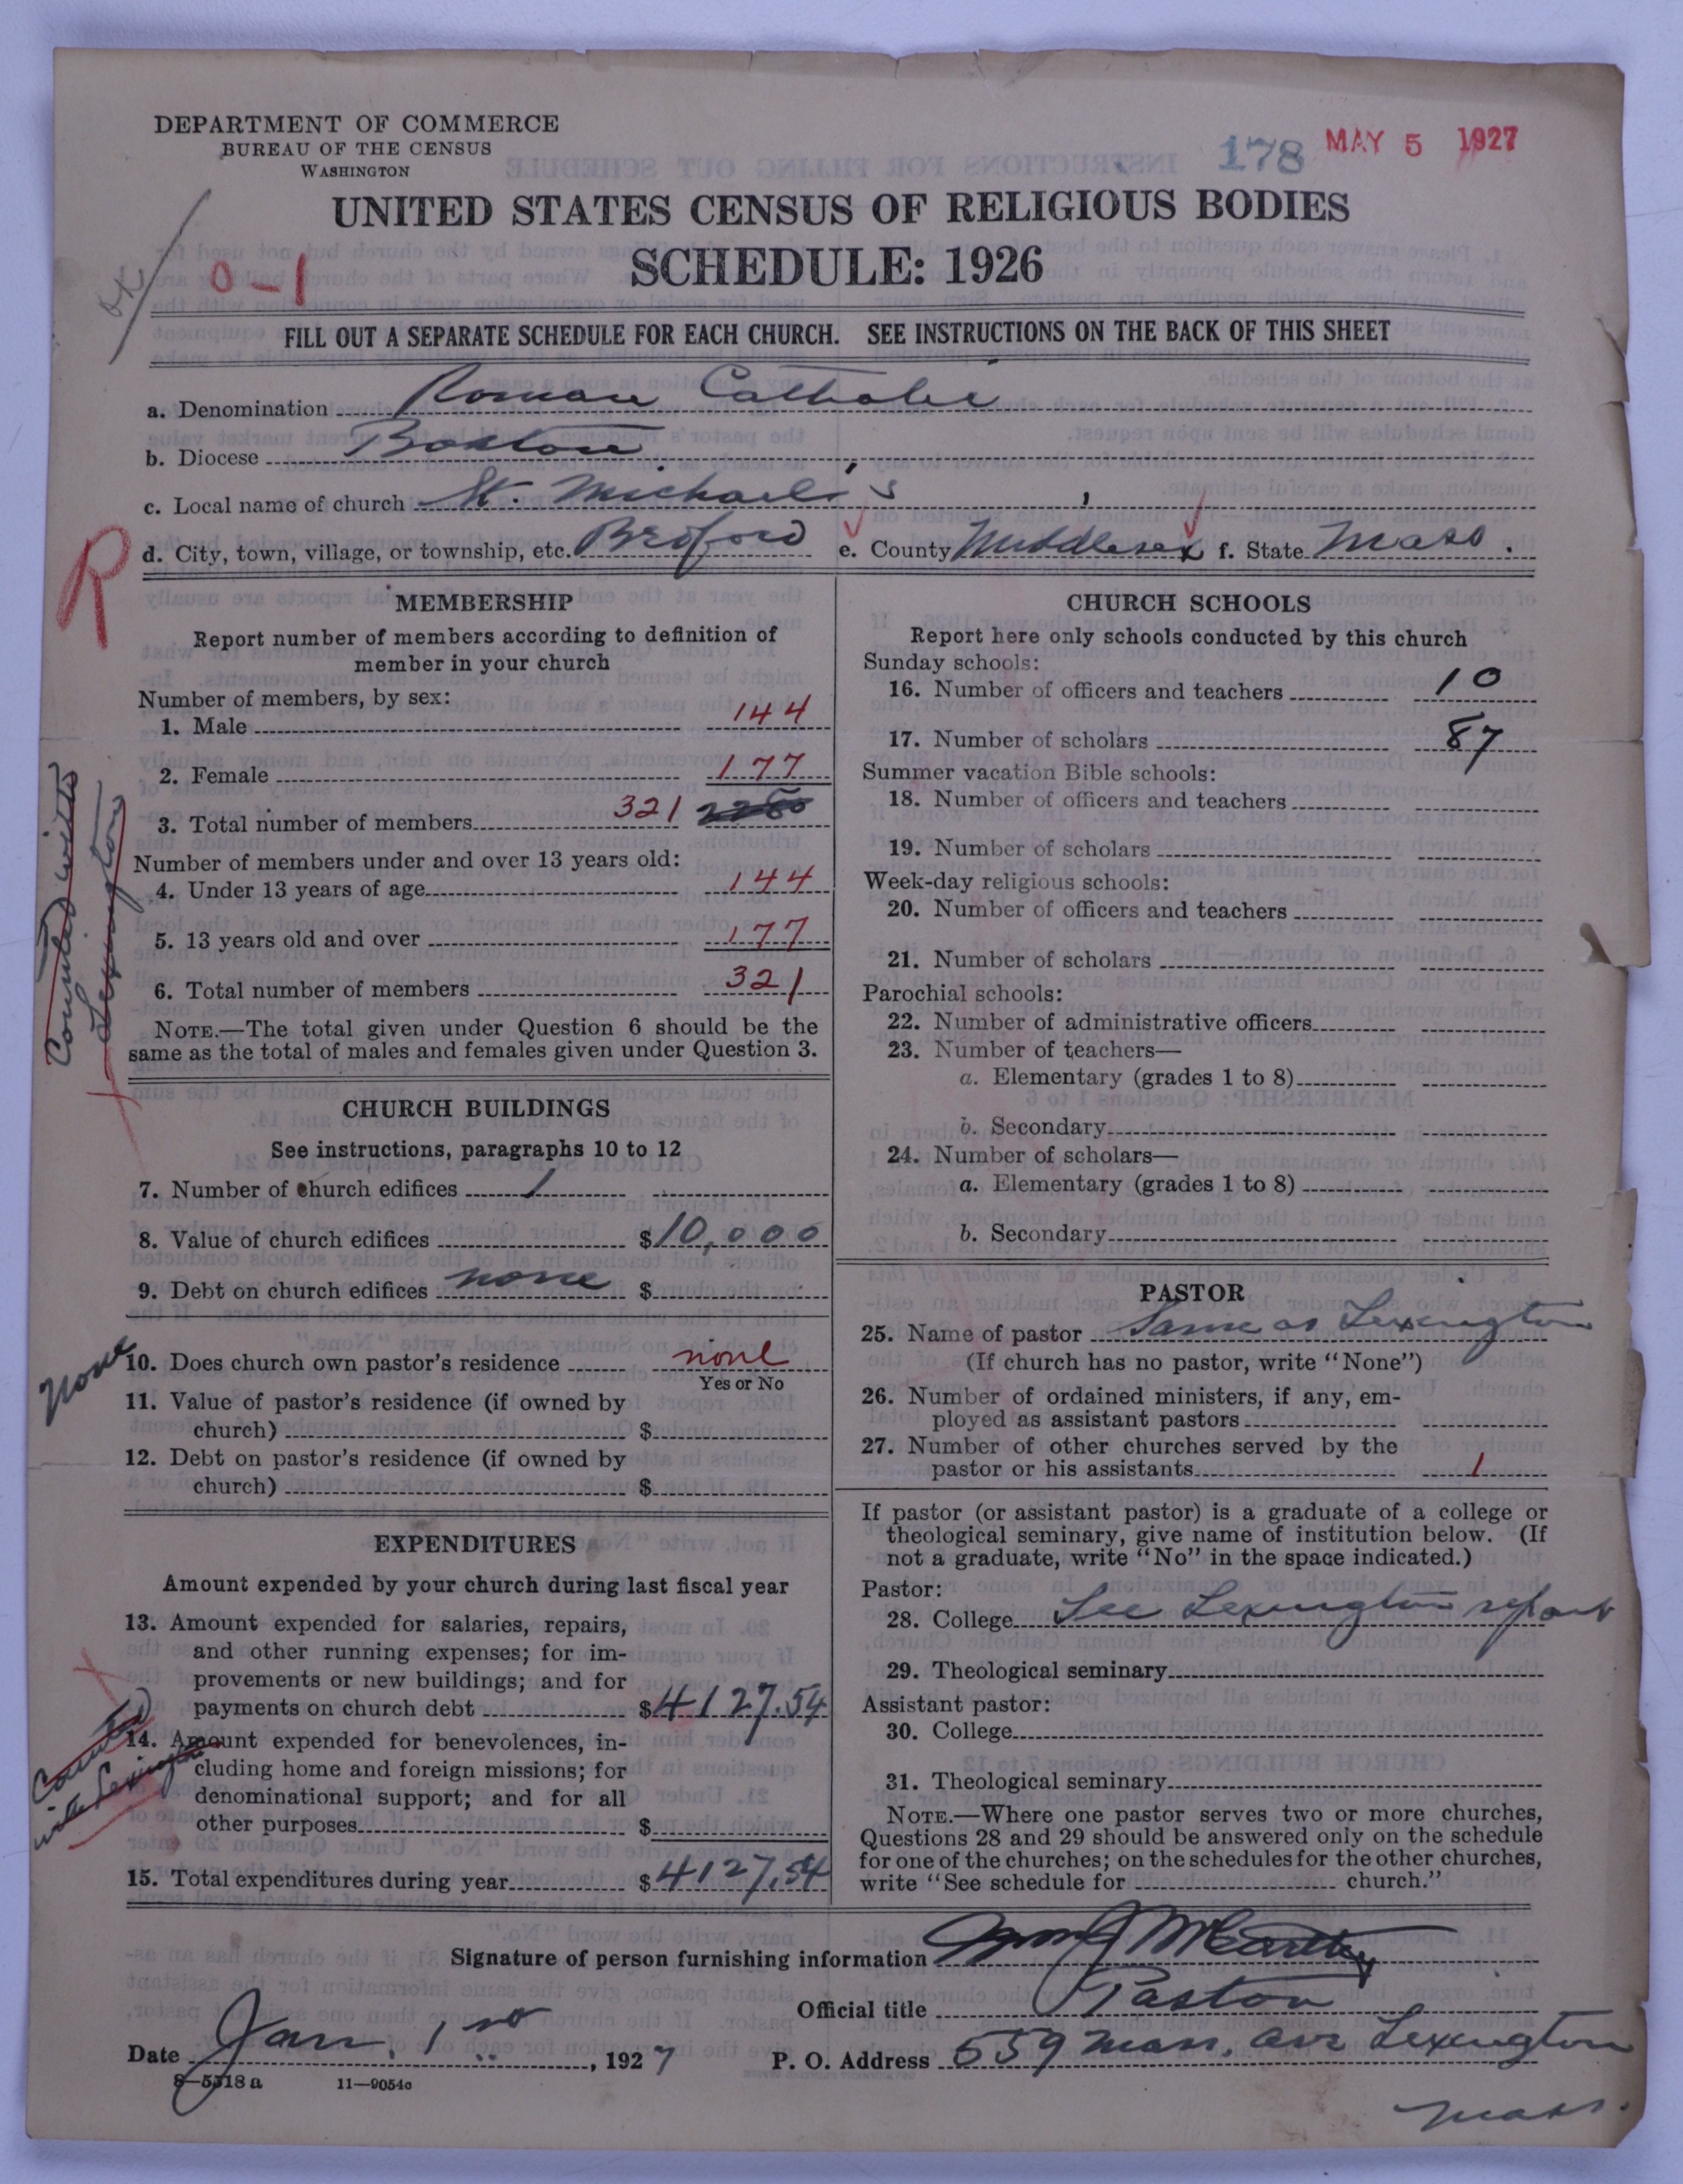 DEPARTMENT OF COMMERCE
BUREAU OF THE CENSUS
WASHINGTON
178 MAY 5 1927
UNITED STATES CENSUS OF RELIGIOUS BODIES
SCHEDULE: 1926
OK
0-1
FILL OUT A SEPARATE SCHEDULE FOR EACH CHURCH. SEE INSTRUCTIONS ON THE BACK OF THIS SHEET
a. Denomination Roman Catholic
b. Diocese Boston
c. Local name of church St. Michael's
d. City, town, village, or township, etc. Bedford e. County Middlesex f. State Mass.
R
MEMBERSHIP
Report number of members according to definition of
member in your church
Number of members, by sex:
1. Male 144
2. Female 177
3. Total number of members 321
Number of members under and over 13 years old:
4. Under 13 years of age 144
5. 13 years old and over 177
6. Total number of members 321
NOTE.—The total given under Question 6 should be the
same as the total of males and females given under Question 3.
Counted with
Lexington
CHURCH BUILDINGS
See instructions, paragraphs 10 to 12
7. Number of church edifices 1
8. Value of church edifices $10,000
9. Debt on church edifices none $
None
10. Does church own pastor's residence none
Yes or No
11. Value of pastor's residence (if owned by
church) $
12. Debt on pastor's residence (if owned by
church) $
EXPENDITURES
Amount expended by your church during last fiscal year
13. Amount expended for salaries, repairs,
and other running expenses; for im-
provements or new buildings; and for
payments on church debt $4127.54
14. Amount expended for benevolences, in-
cluding home and foreign missions; for
denominational support; and for all
other purposes $
15. Total expenditures during year $4127.54
Counted
with Lexington
CHURCH SCHOOLS
Report here only schools conducted by this church
Sunday schools:
16. Number of officers and teachers 10
17. Number of scholars 87
Summer vacation Bible schools:
18. Number of officers and teachers
19. Number of scholars
Week-day religious schools:
20. Number of officers and teachers
21. Number of scholars
Parochial schools:
22. Number of administrative officers
23. Number of teachers—
a. Elementary (grades 1 to 8)
b. Secondary
24. Number of scholars—
a. Elementary (grades 1 to 8)
b. Secondary
PASTOR
25. Name of pastor Same as Lexington
(If church has no pastor, write "None")
26. Number of ordained ministers, if any, em-
ployed as assistant pastors
27. Number of other churches served by the
pastor or his assistants 1
If pastor (or assistant pastor) is a graduate of a college or
theological seminary, give name of institution below. (If
not a graduate, write "No" in the space indicated.)
Pastor:
28. College See Lexington report
29. Theological seminary
Assistant pastor:
30. College
31. Theological seminary
NOTE.—Where one pastor serves two or more churches,
Questions 28 and 29 should be answered only on the schedule
for one of the churches; on the schedules for the other churches,
write "See schedule for church."
Signature of person furnishing information Wm J McCarthy
Official title Pastor
Date Jan. 1st, 1927 P. O. Address 559 Mass. Ave Lexington
Mass.
8-5318a 11-9054c